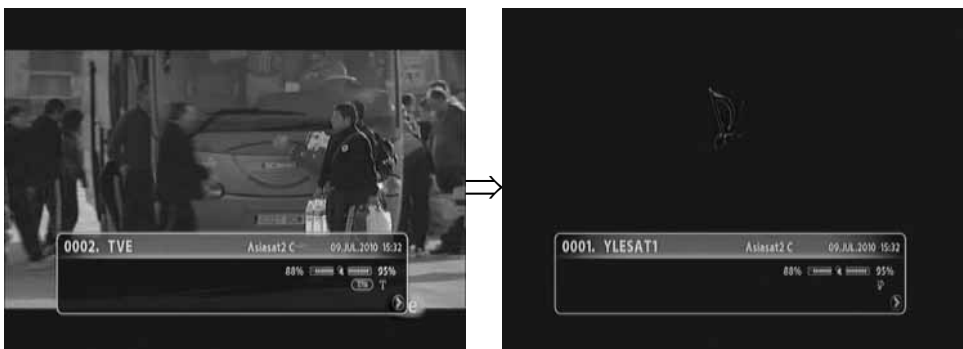 0002. TVE Asiasat2 C 09.JUL.2010 15:32
88% 95%
e
0001. YLESAT1 Asiasat2 C 09.JUL.2010 15:32
88% 95%